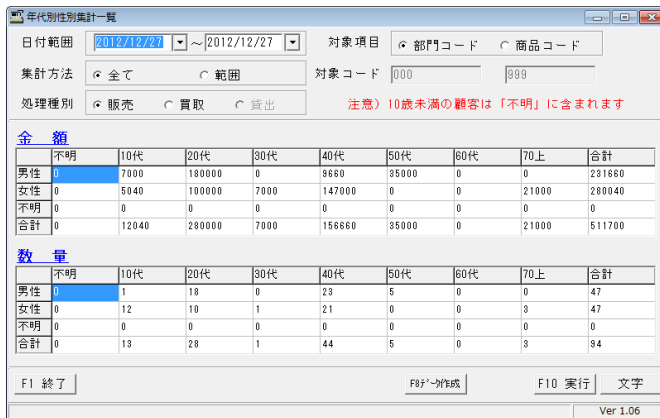 年代別性別集計一覧
日付範囲 2012/12/27 ～ 2012/12/27 対象項目 部門コード 商品コード
集計方法 全て 範囲 対象コード 000 999
処理種別 販売 買取 貸出 注意）10歳未満の顧客は「不明」に含まれます
金 額
不明 10代 20代 30代 40代 50代 60代 70上 合計
男性 0 7000 180000 0 9660 35000 0 0 231660
女性 0 5040 100000 7000 147000 0 0 21000 280040
不明 0 0 0 0 0 0 0 0 0
合計 0 12040 280000 7000 156660 35000 0 21000 511700
数 量
不明 10代 20代 30代 40代 50代 60代 70上 合計
男性 0 1 18 0 23 5 0 0 47
女性 0 12 10 1 21 0 0 3 47
不明 0 0 0 0 0 0 0 0 0
合計 0 13 28 1 44 5 0 3 94
F1 終了 F8ﾃﾞｰﾀ作成 F10 実行 文字
Ver 1.06